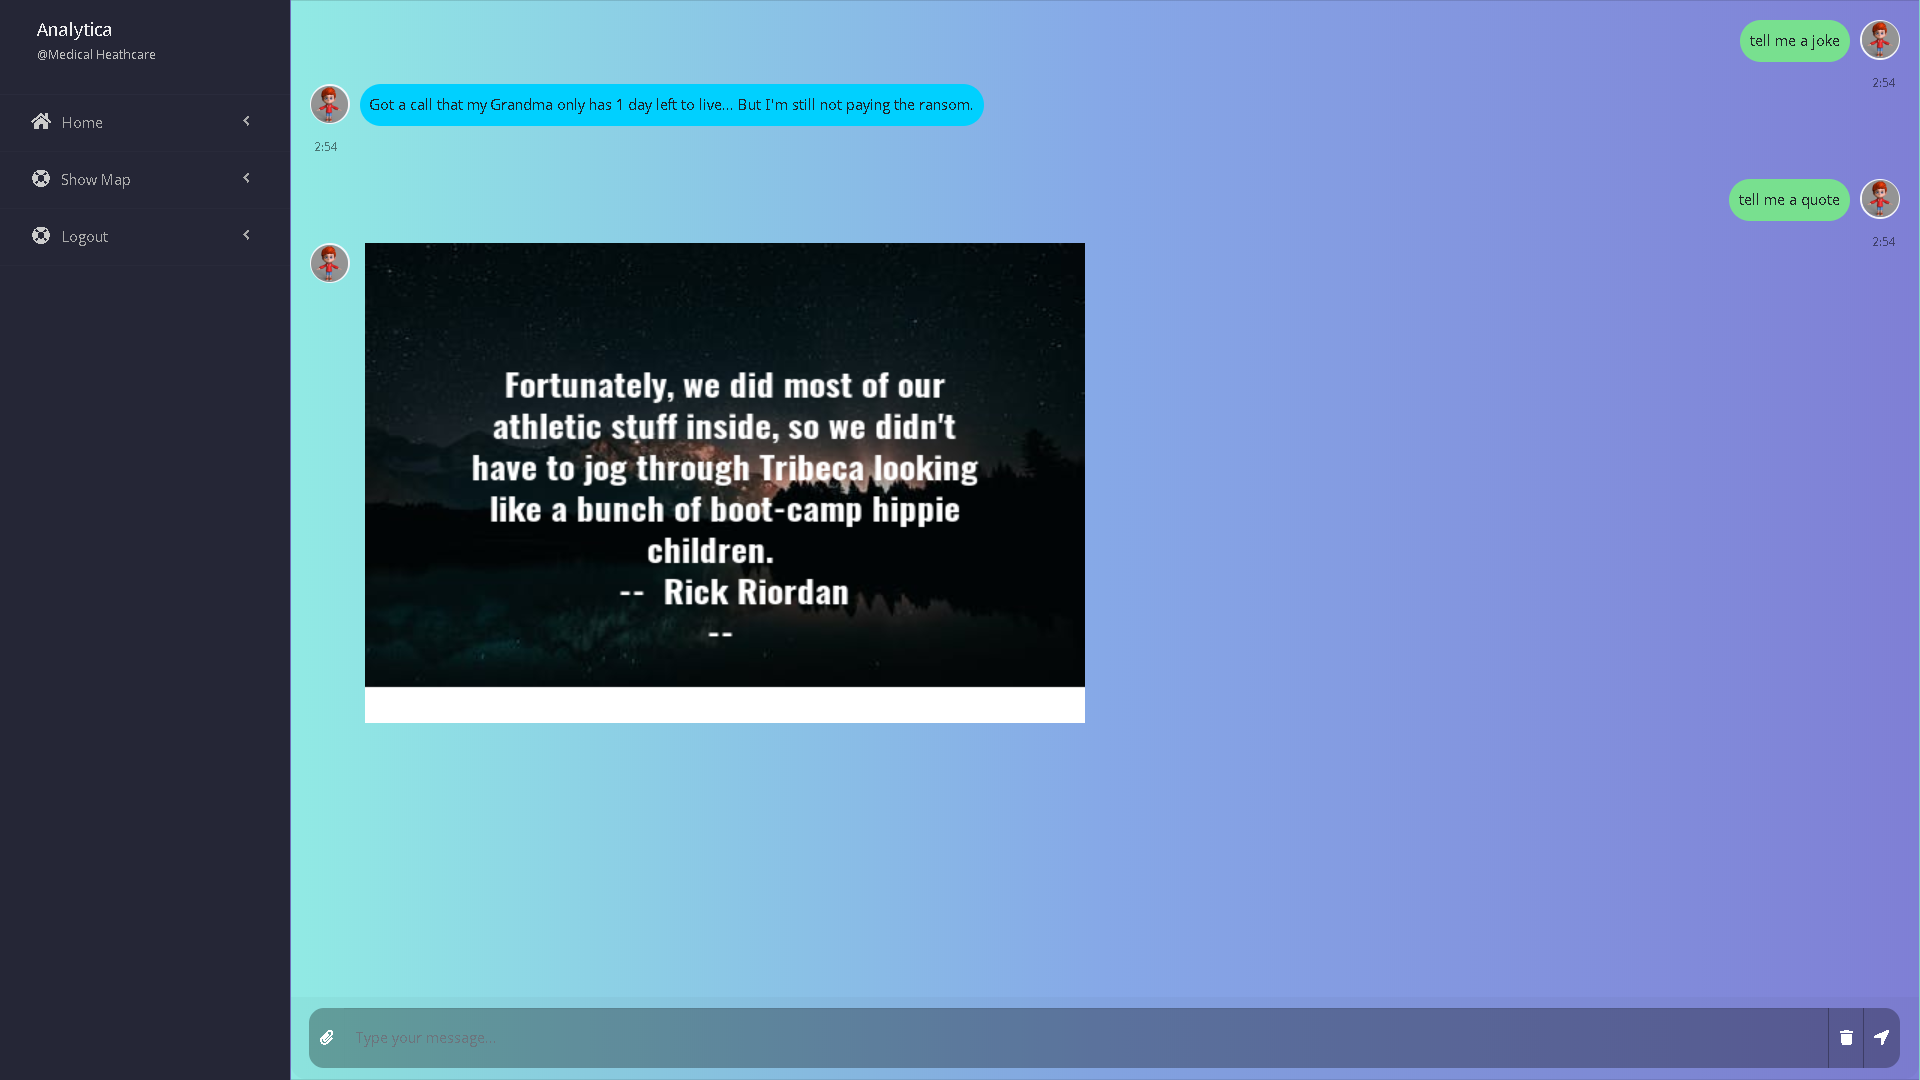 Analytica
@Medical Heathcare
Home
Show Map
Logout
tell me a joke
2:54
Got a call that my Grandma only has 1 day left to live... But I'm still not paying the ransom.
2:54
tell me a quote
2:54
Fortunately, we did most of our
athletic stuff inside, so we didn't
have to jog through Tribeca looking
like a bunch of boot-camp hippie
children.
-- Rick Riordan
--
Type your message...